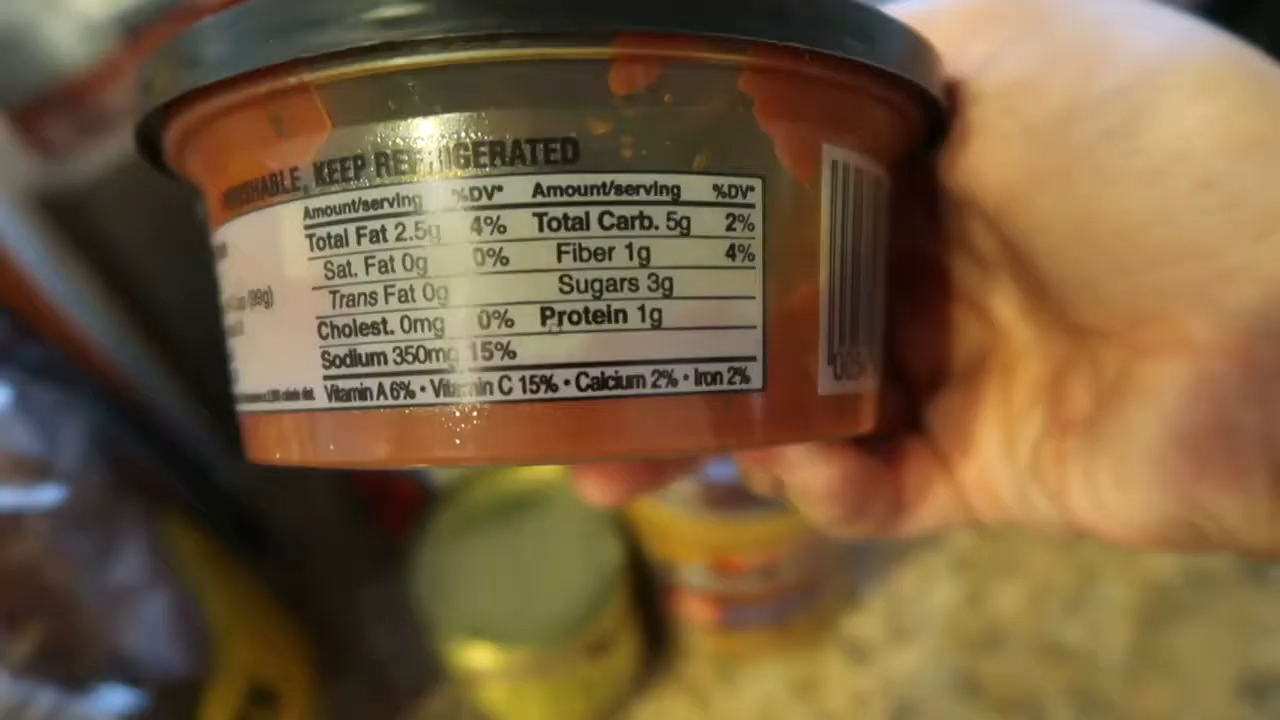 KEEP REFRIGERATED
Amount/serving %DV* Amount/serving %DV*
Total Fat 2.5g 4% Total Carb. 5g 2%
Sat. Fat 0g 0% Fiber 1g 4%
Trans Fat 0g Sugars 3g
(99g)
Cholest. 0mg 0% Protein 1g
Sodium 350mg 15%
Vitamin A 6% • Vitamin C 15% • Calcium 2% • Iron 2%